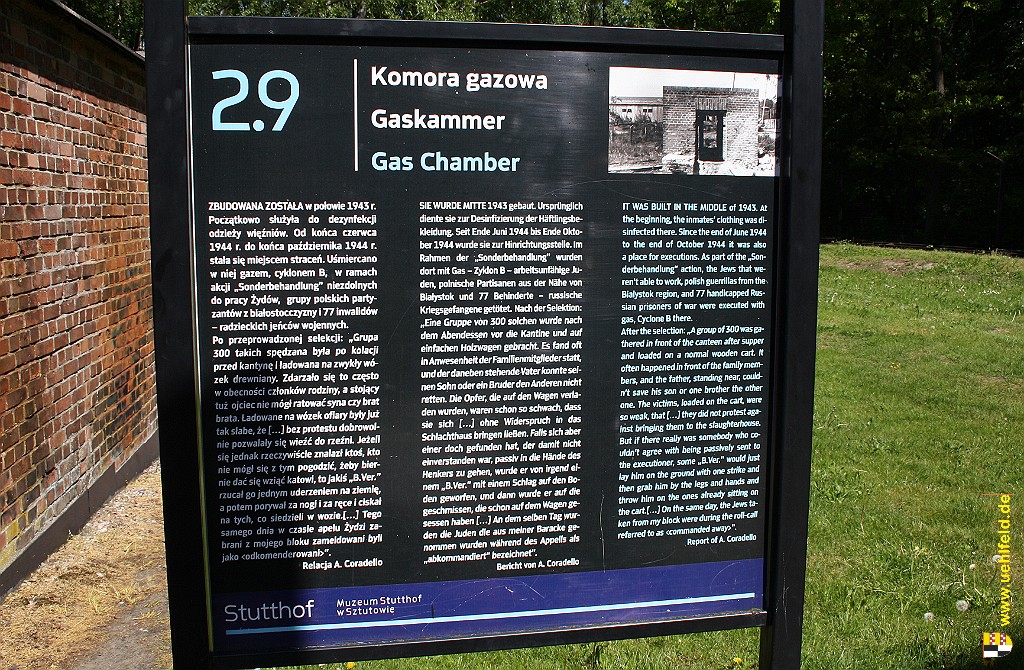 2.9
Komora gazowa
Gaskammer
Gas Chamber
ZBUDOWANA ZOSTAŁA w połowie 1943 r.
Początkowo służyła do dezynfekcji
odzieży więźniów. Od końca czerwca
1944 r. do końca października 1944 r.
stała się miejscem straceń. Uśmiercano
w niej gazem, cyklonem B, w ramach
akcji „Sonderbehandlung” niezdolnych
do pracy Żydów, grupy polskich party-
zantów z białostocczyzny i 77 inwalidów
– radzieckich jeńców wojennych.
Po przeprowadzonej selekcji: „Grupa
300 takich spędzana była po kolacji
przed kantynę i ładowana na zwykły wó-
zek drewniany. Zdarzało się to często
w obecności członków rodziny, a stojący
tuż ojciec nie mógł ratować syna czy brat
brata. Ładowane na wózek ofiary były już
tak słabe, że [...] bez protestu dobrowol-
nie pozwalały się wieźć do rzeźni. Jeżeli
się jednak rzeczywiście znalazł ktoś, kto
nie mógł się z tym pogodzić, żeby bier-
nie dać się wziąć katowi, to jakiś „B.Ver.”
rzucał go jednym uderzeniem na ziemię,
a potem porywał za nogi i za ręce i ciskał
na tych, co siedzieli w wozie.[...] Tego
samego dnia w czasie apelu Żydzi za-
brani z mojego bloku zameldowani byli
jako ‹odkomenderowani›”.
Relacja A. Coradello
SIE WURDE MITTE 1943 gebaut. Ursprünglich
diente sie zur Desinfizierung der Häftlingsbe-
kleidung. Seit Ende Juni 1944 bis Ende Okto-
ber 1944 wurde sie zur Hinrichtungsstelle. Im
Rahmen der „Sonderbehandlung” wurden
dort mit Gas – Zyklon B – arbeitsunfähige Ju-
den, polnische Partisanen aus der Nähe von
Białystok und 77 Behinderte – russische
Kriegsgefangene getötet. Nach der Selektion:
„Eine Gruppe von 300 solchen wurde nach
dem Abendessen vor die Kantine und auf
einfachen Holzwagen gebracht. Es fand oft
in Anwesenheit der Familienmitglieder statt,
und der daneben stehende Vater konnte sei-
nen Sohn oder ein Bruder den Anderen nicht
retten. Die Opfer, die auf den Wagen verla-
den wurden, waren schon so schwach, dass
sie sich [...] ohne Widerspruch in das
Schlachthaus bringen ließen. Falls sich aber
einer doch gefunden hat, der damit nicht
einverstanden war, passiv in die Hände des
Henkers zu gehen, wurde er von irgend ei-
nem „B.Ver.” mit einem Schlag auf den Bo-
den geworfen, und dann wurde er auf die
geschmissen, die schon auf dem Wagen ge-
sessen haben [...] An dem selben Tag wur-
den die Juden die aus meiner Baracke ge-
nommen wurden während des Appells als
„abkommandiert” bezeichnet”.
Bericht von A. Coradello
IT WAS BUILT IN THE MIDDLE of 1943. At
the beginning, the inmates' clothing was di-
sinfected there. Since the end of June 1944
to the end of October 1944 it was also
a place for executions. As part of the „Son-
derbehandlung” action, the Jews that we-
ren't able to work, polish guerrillas from the
Białystok region, and 77 handicapped Rus-
sian prisoners of war were executed with
gas, Cyclone B there.
After the selection: „A group of 300 was ga-
thered in front of the canteen after supper
and loaded on a normal wooden cart. It
often happened in front of the family mem-
bers, and the father, standing near, could-
n't save his son or one brother the other
one. The victims, loaded on the cart, were
so weak, that [...] they did not protest aga-
inst bringing them to the slaughterhouse.
But if there really was somebody who co-
uldn't agree with being passively sent to
the executioner, some „B.Ver.” would just
lay him on the ground with one strike and
then grab him by the legs and hands and
throw him on the ones already sitting on
the cart.[...] On the same day, the Jews ta-
ken from my block were during the roll-call
referred to as ‹commanded away›”.
Report of A. Coradello
Stutthof
Muzeum Stutthof
w Sztutowie
www.uehlfeld.de